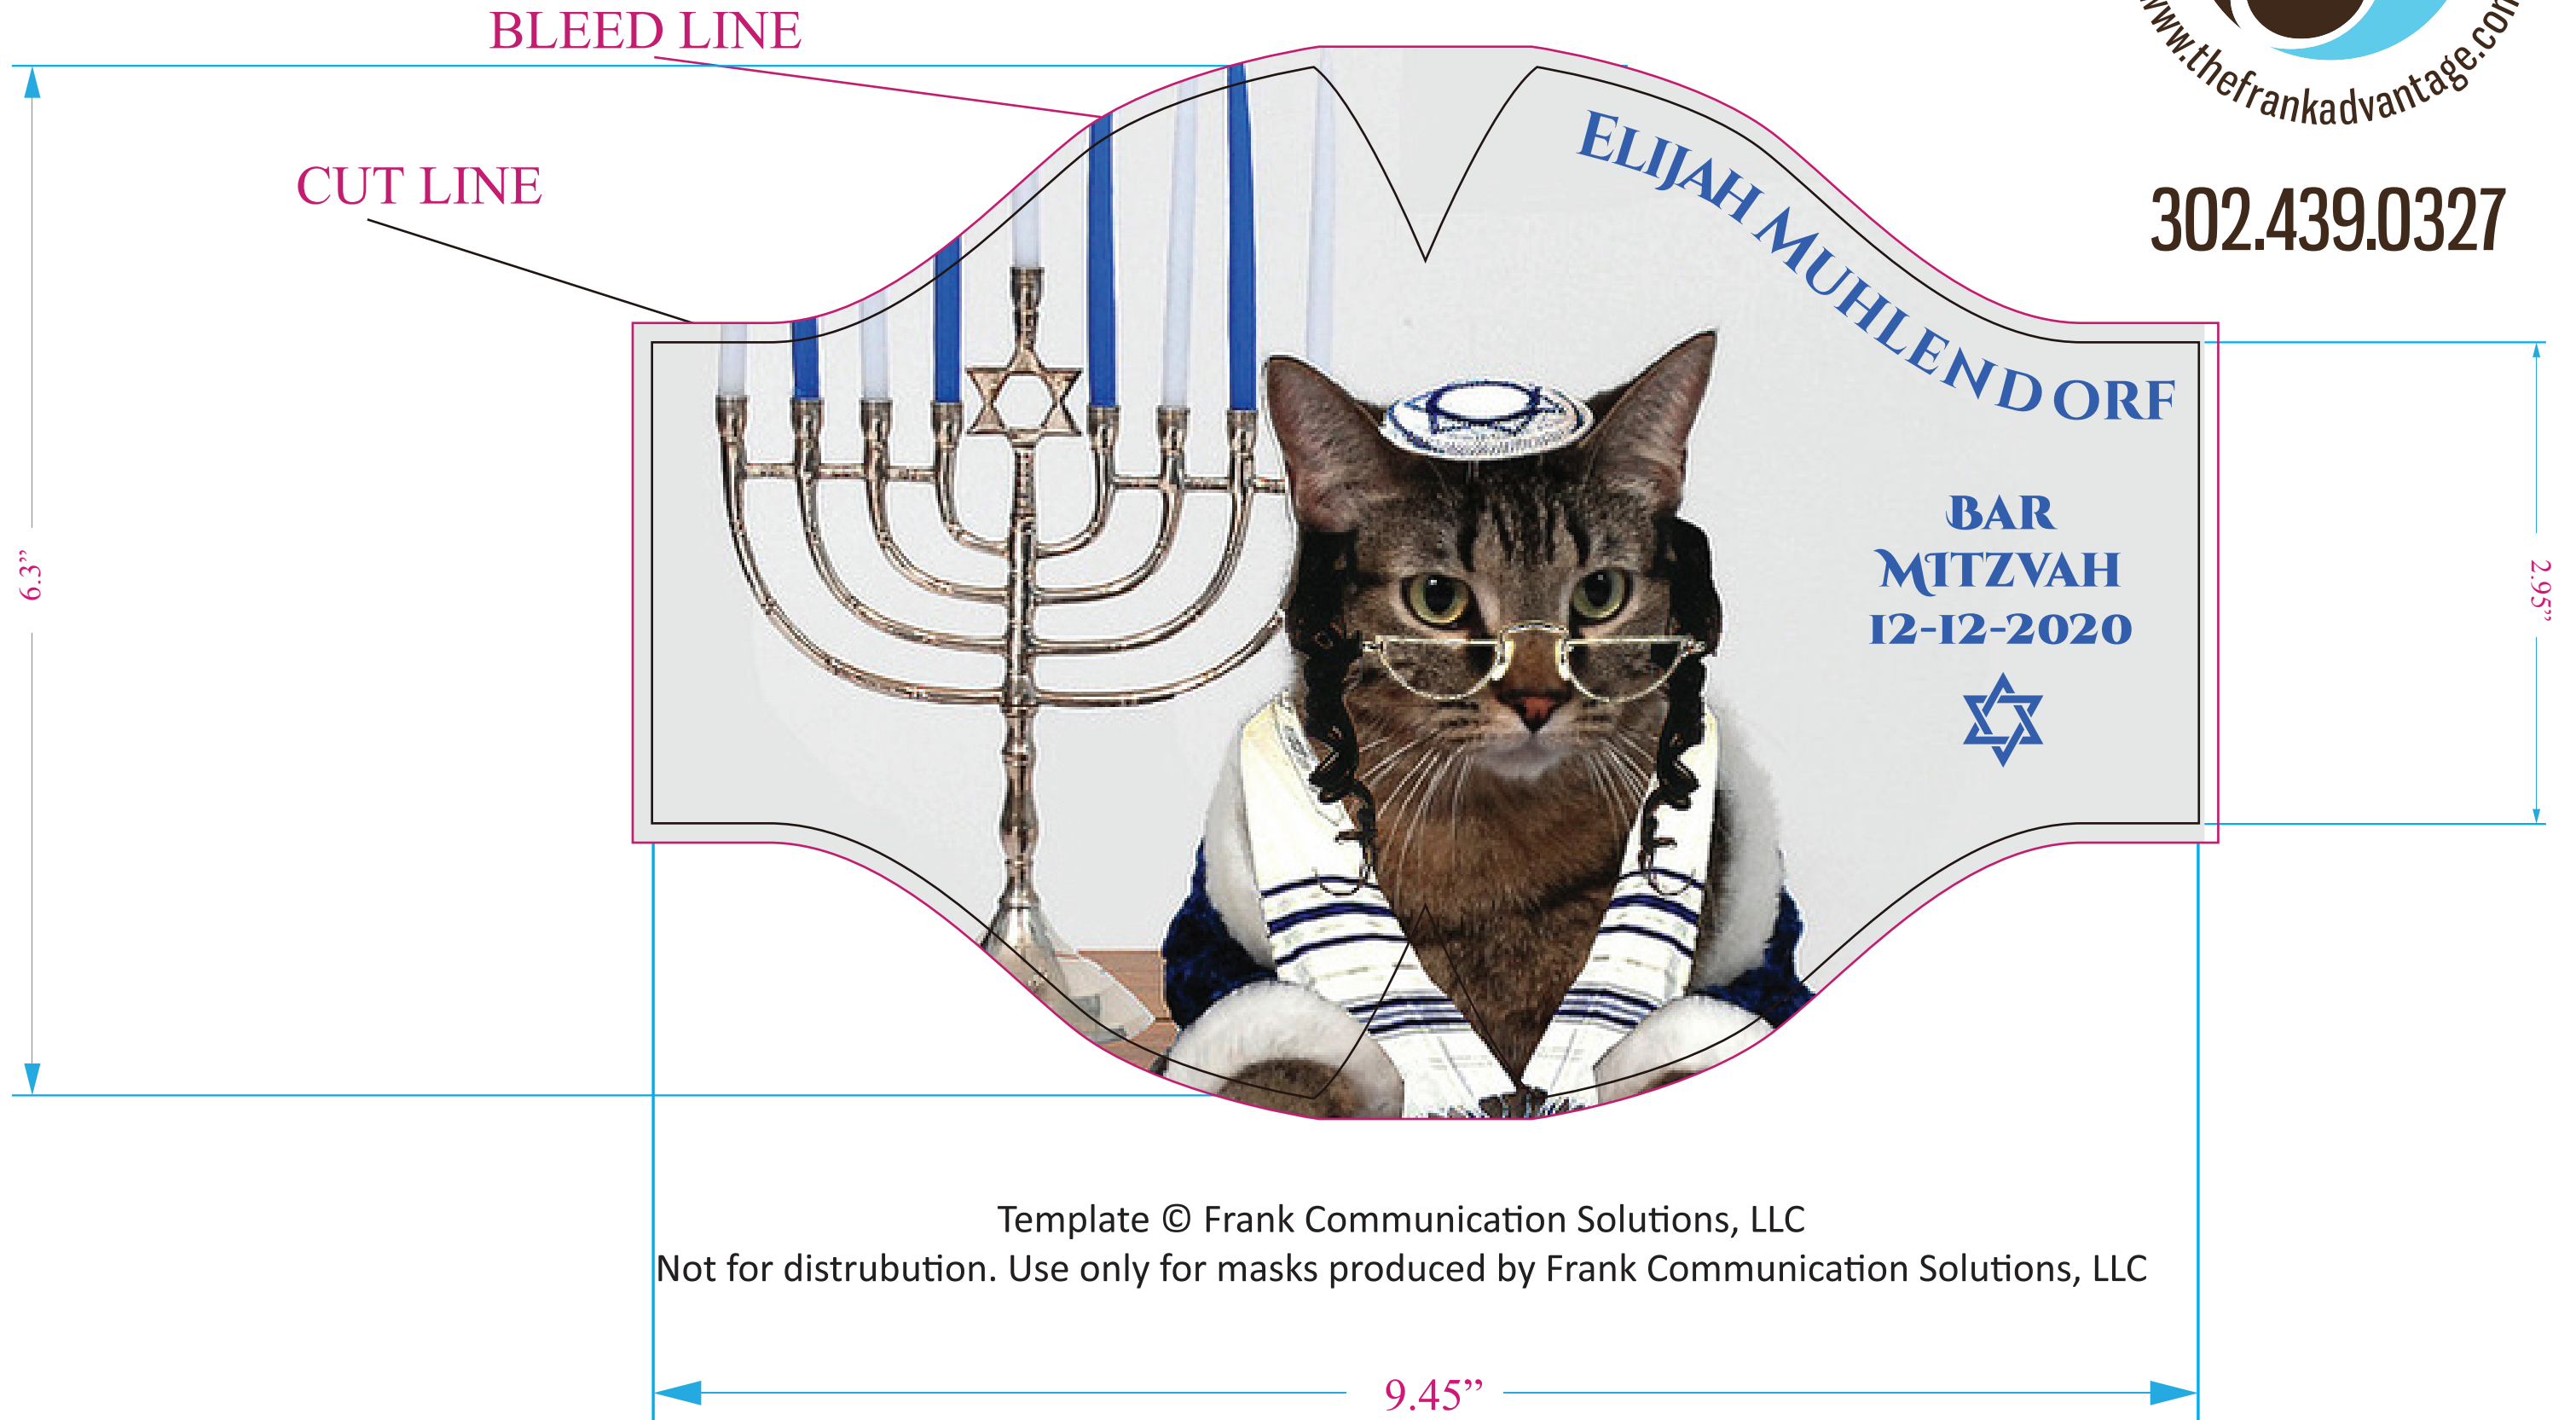 BLEED LINE
CUT LINE
www.thefrankadvantage.com
302.439.0327
ELIJAH MUHLENDORF
BAR
MITZVAH
12-12-2020
6.3”
2.95”
Template © Frank Communication Solutions, LLC
Not for distrubution. Use only for masks produced by Frank Communication Solutions, LLC
9.45”